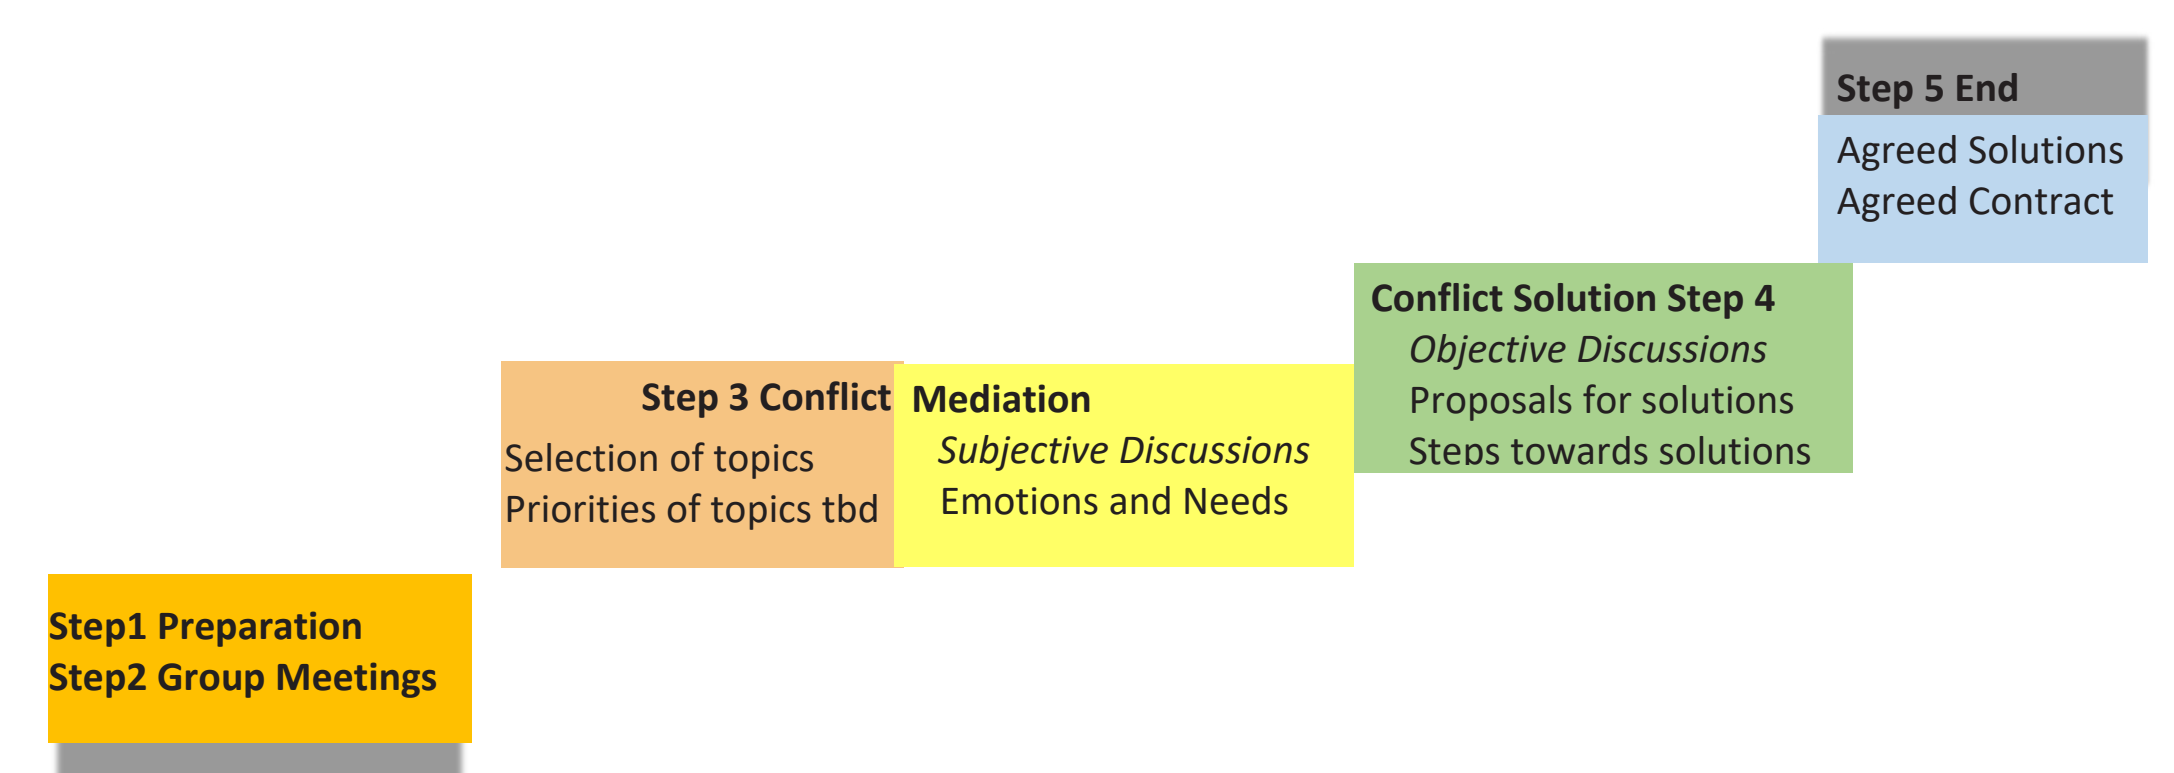 Step1 Preparation
Step2 Group Meetings
Step 3 Conflict
Selection of topics
Priorities of topics tbd
Mediation
Subjective Discussions
Emotions and Needs
Conflict Solution Step 4
Objective Discussions
Proposals for solutions
Steps towards solutions
Step 5 End
Agreed Solutions
Agreed Contract